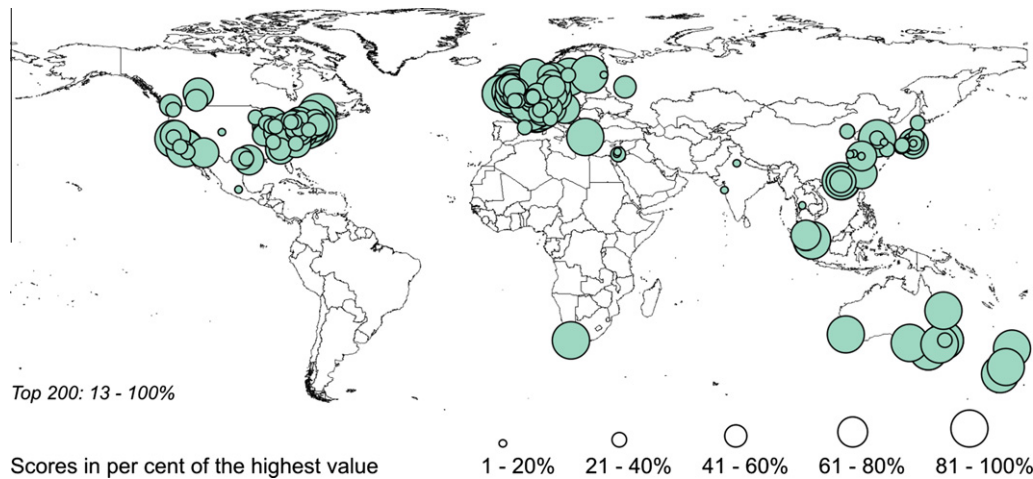 Top 200: 13 - 100%
Scores in per cent of the highest value 1 - 20% 21 - 40% 41 - 60% 61 - 80% 81 - 100%